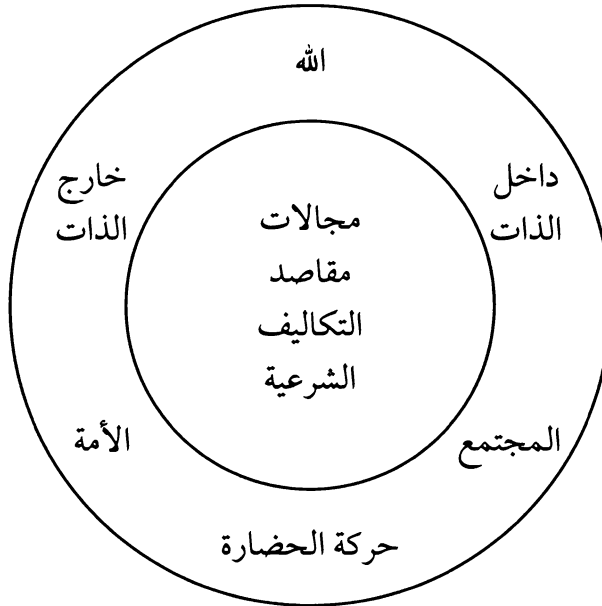 الله
داخل
الذات
خارج
الذات
مجالات
مقاصد
التكاليف
الشرعية
المجتمع
الأمة
حركة الحضارة